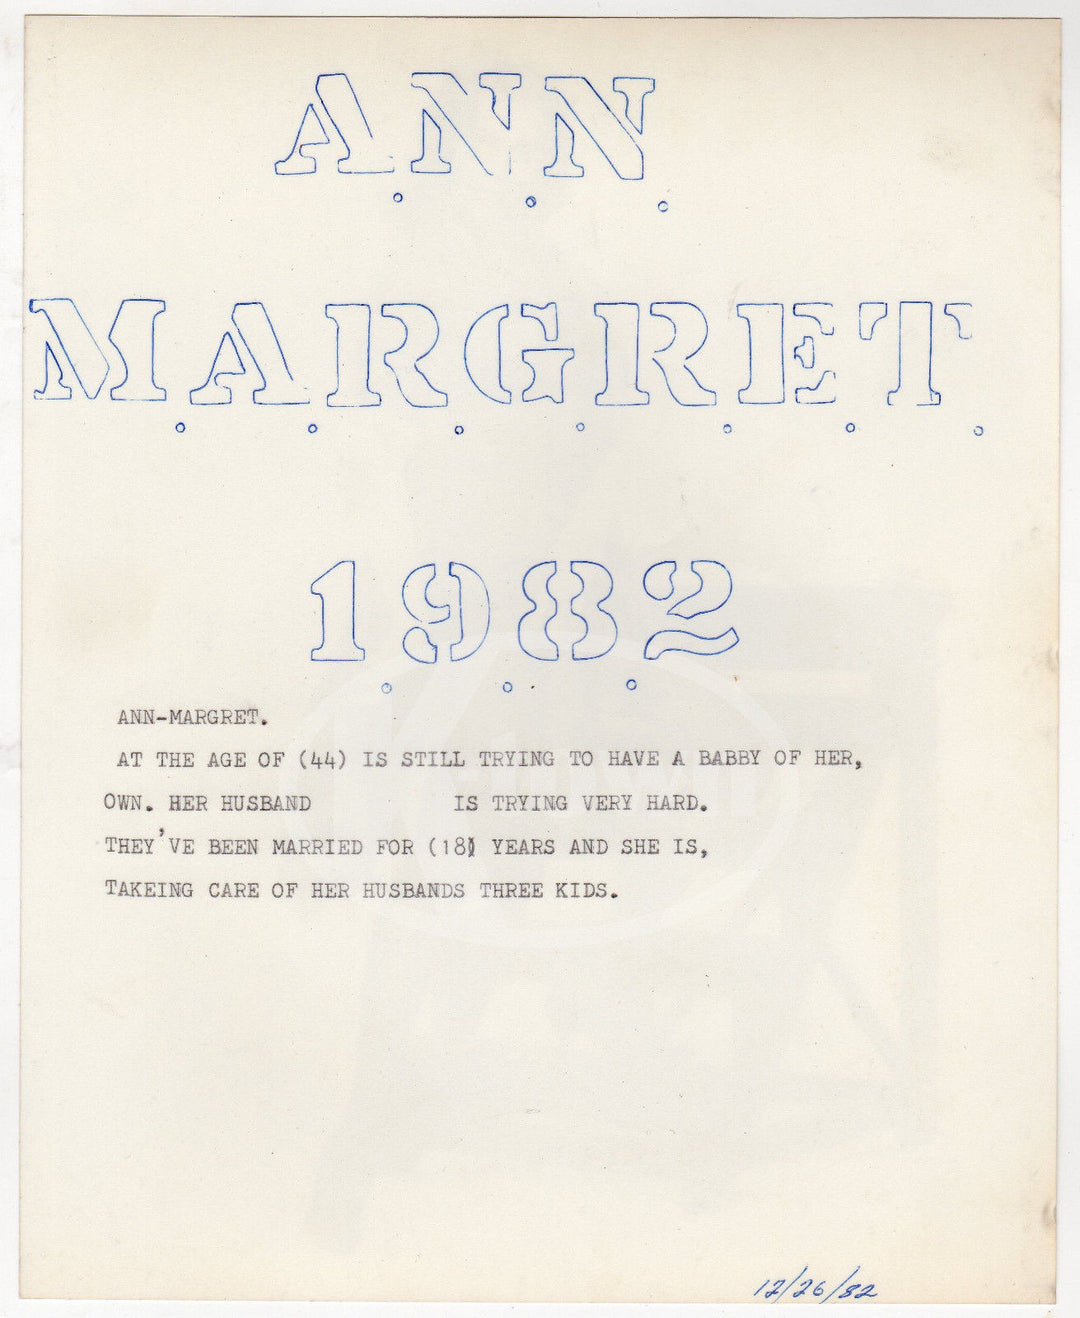 ANN
MARGRET
1982
ANN-MARGRET.
AT THE AGE OF (44) IS STILL TRYING TO HAVE A BABBY OF HER,
OWN. HER HUSBAND IS TRYING VERY HARD.
THEY'VE BEEN MARRIED FOR (18) YEARS AND SHE IS,
TAKEING CARE OF HER HUSBANDS THREE KIDS.
12/26/82